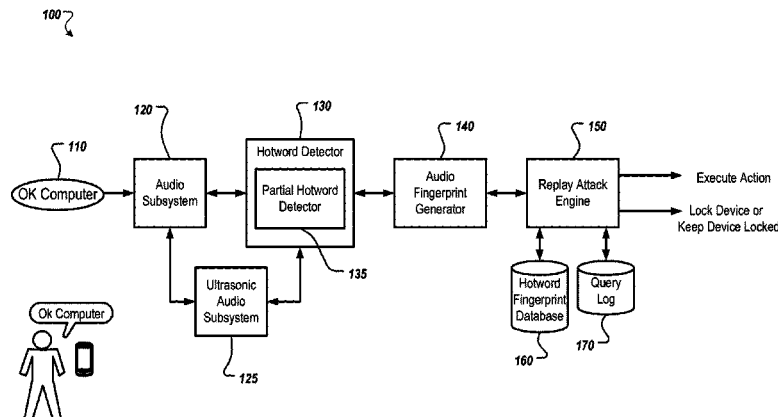 100
110
OK Computer
120
Audio
Subsystem
130
Hotword Detector
Partial Hotword
Detector
135
140
Audio
Fingerprint
Generator
150
Replay Attack
Engine
Execute Action
Lock Device or
Keep Device Locked
Ultrasonic
Audio
Subsystem
125
Hotword
Fingerprint
Database
160
Query
Log
170
Ok Computer